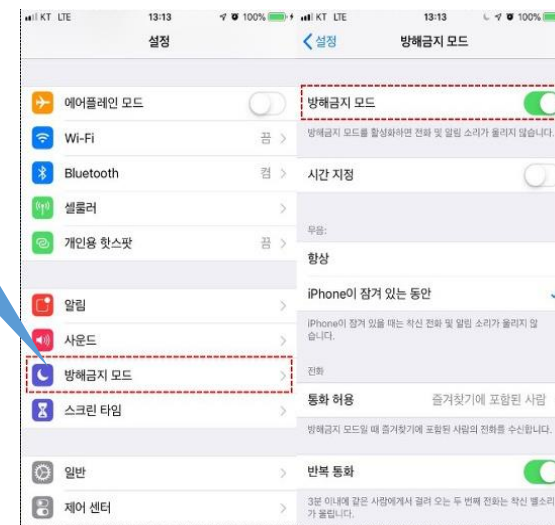 KT LTE 13:13 100%
설정
에어플레인 모드
Wi-Fi 끔
Bluetooth 켬
셀룰러
개인용 핫스팟 끔
알림
사운드
방해금지 모드
스크린 타임
일반
제어 센터
KT LTE 13:13 100%
설정 방해금지 모드
방해금지 모드
방해금지 모드를 활성화하면 전화 및 알림 소리가 울리지 않습니다.
시간 지정
무음:
항상
iPhone이 잠겨 있는 동안
iPhone이 잠겨 있을 때는 착신 전화 및 알림 소리가 울리지 않
습니다.
전화
통화 허용 즐겨찾기에 포함된 사람
방해금지 모드일 때 즐겨찾기에 포함된 사람의 전화를 수신합니다.
반복 통화
3분 이내에 같은 사람에게서 걸려 오는 두 번째 전화는 착신 벨소리
가 울립니다.